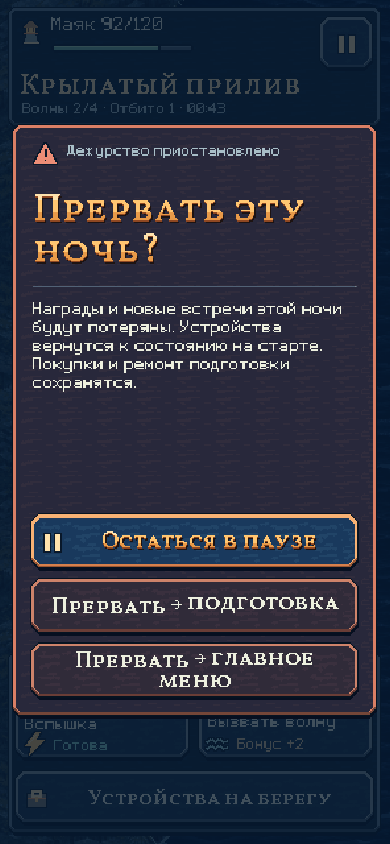 Маяк 92/120
Крылатый прилив
Волны 2/4 · Отбито 1 · 00:43
Дежурство приостановлено
Прервать эту
ночь?
Награды и новые встречи этой ночи
будут потеряны. Устройства
вернутся к состоянию на старте.
Покупки и ремонт подготовки
сохранятся.
Остаться в паузе
Прервать → подготовка
Прервать → главное
меню
Вспышка
Готова
Вызвать волну
Бонус +2
Устройства на берегу